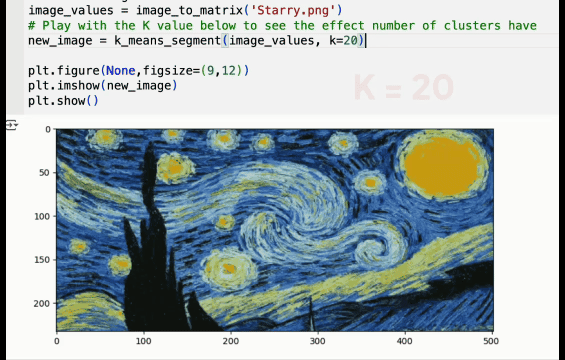 image_values = image_to_matrix('Starry.png')
# Play with the K value below to see the effect number of clusters have
new_image = k_means_segment(image_values, k=20)
plt.figure(None,figsize=(9,12))
plt.imshow(new_image)
plt.show()
K = 20
0
50
100
150
200
0 100 200 300 400 500